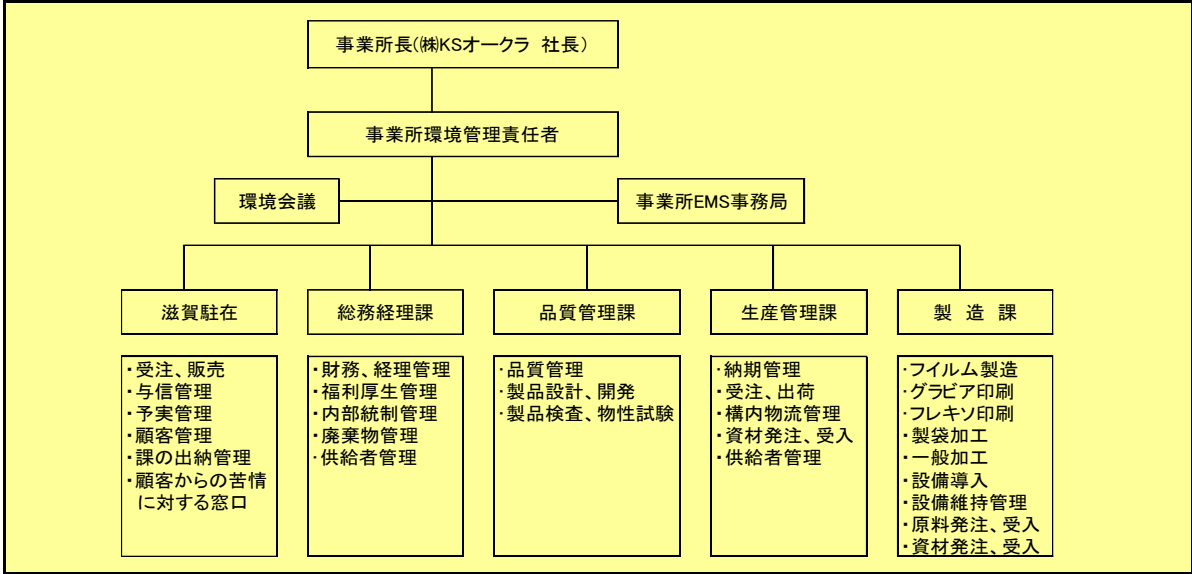 事業所長(㈱KSオークラ 社長)
事業所環境管理責任者
環境会議
事業所EMS事務局
滋賀駐在
総務経理課
品質管理課
生産管理課
製 造 課
・受注、販売
・与信管理
・予実管理
・顧客管理
・課の出納管理
・顧客からの苦情
に対する窓口
・財務、経理管理
・福利厚生管理
・内部統制管理
・廃棄物管理
・供給者管理
・品質管理
・製品設計、開発
・製品検査、物性試験
・納期管理
・受注、出荷
・構内物流管理
・資材発注、受入
・供給者管理
・フイルム製造
・グラビア印刷
・フレキソ印刷
・製袋加工
・一般加工
・設備導入
・設備維持管理
・原料発注、受入
・資材発注、受入